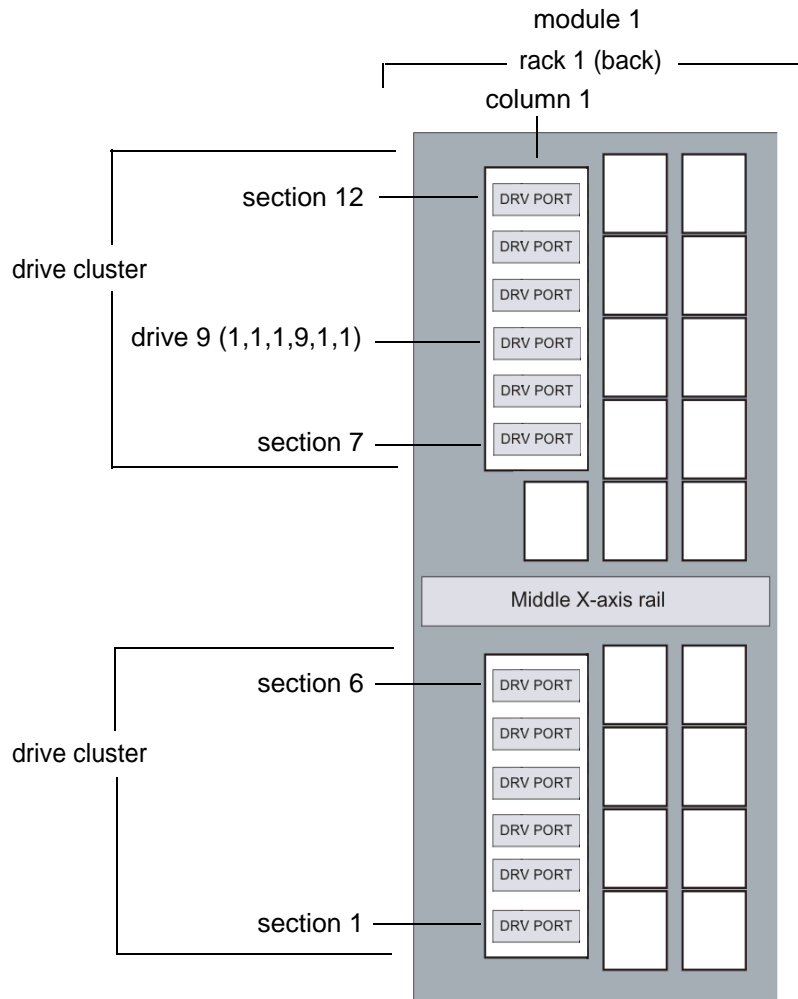 module 1
rack 1 (back)
column 1
section 12
DRV PORT
DRV PORT
drive cluster
DRV PORT
drive 9 (1,1,1,9,1,1)
DRV PORT
DRV PORT
section 7
DRV PORT
Middle X-axis rail
section 6
DRV PORT
DRV PORT
drive cluster
DRV PORT
DRV PORT
DRV PORT
section 1
DRV PORT